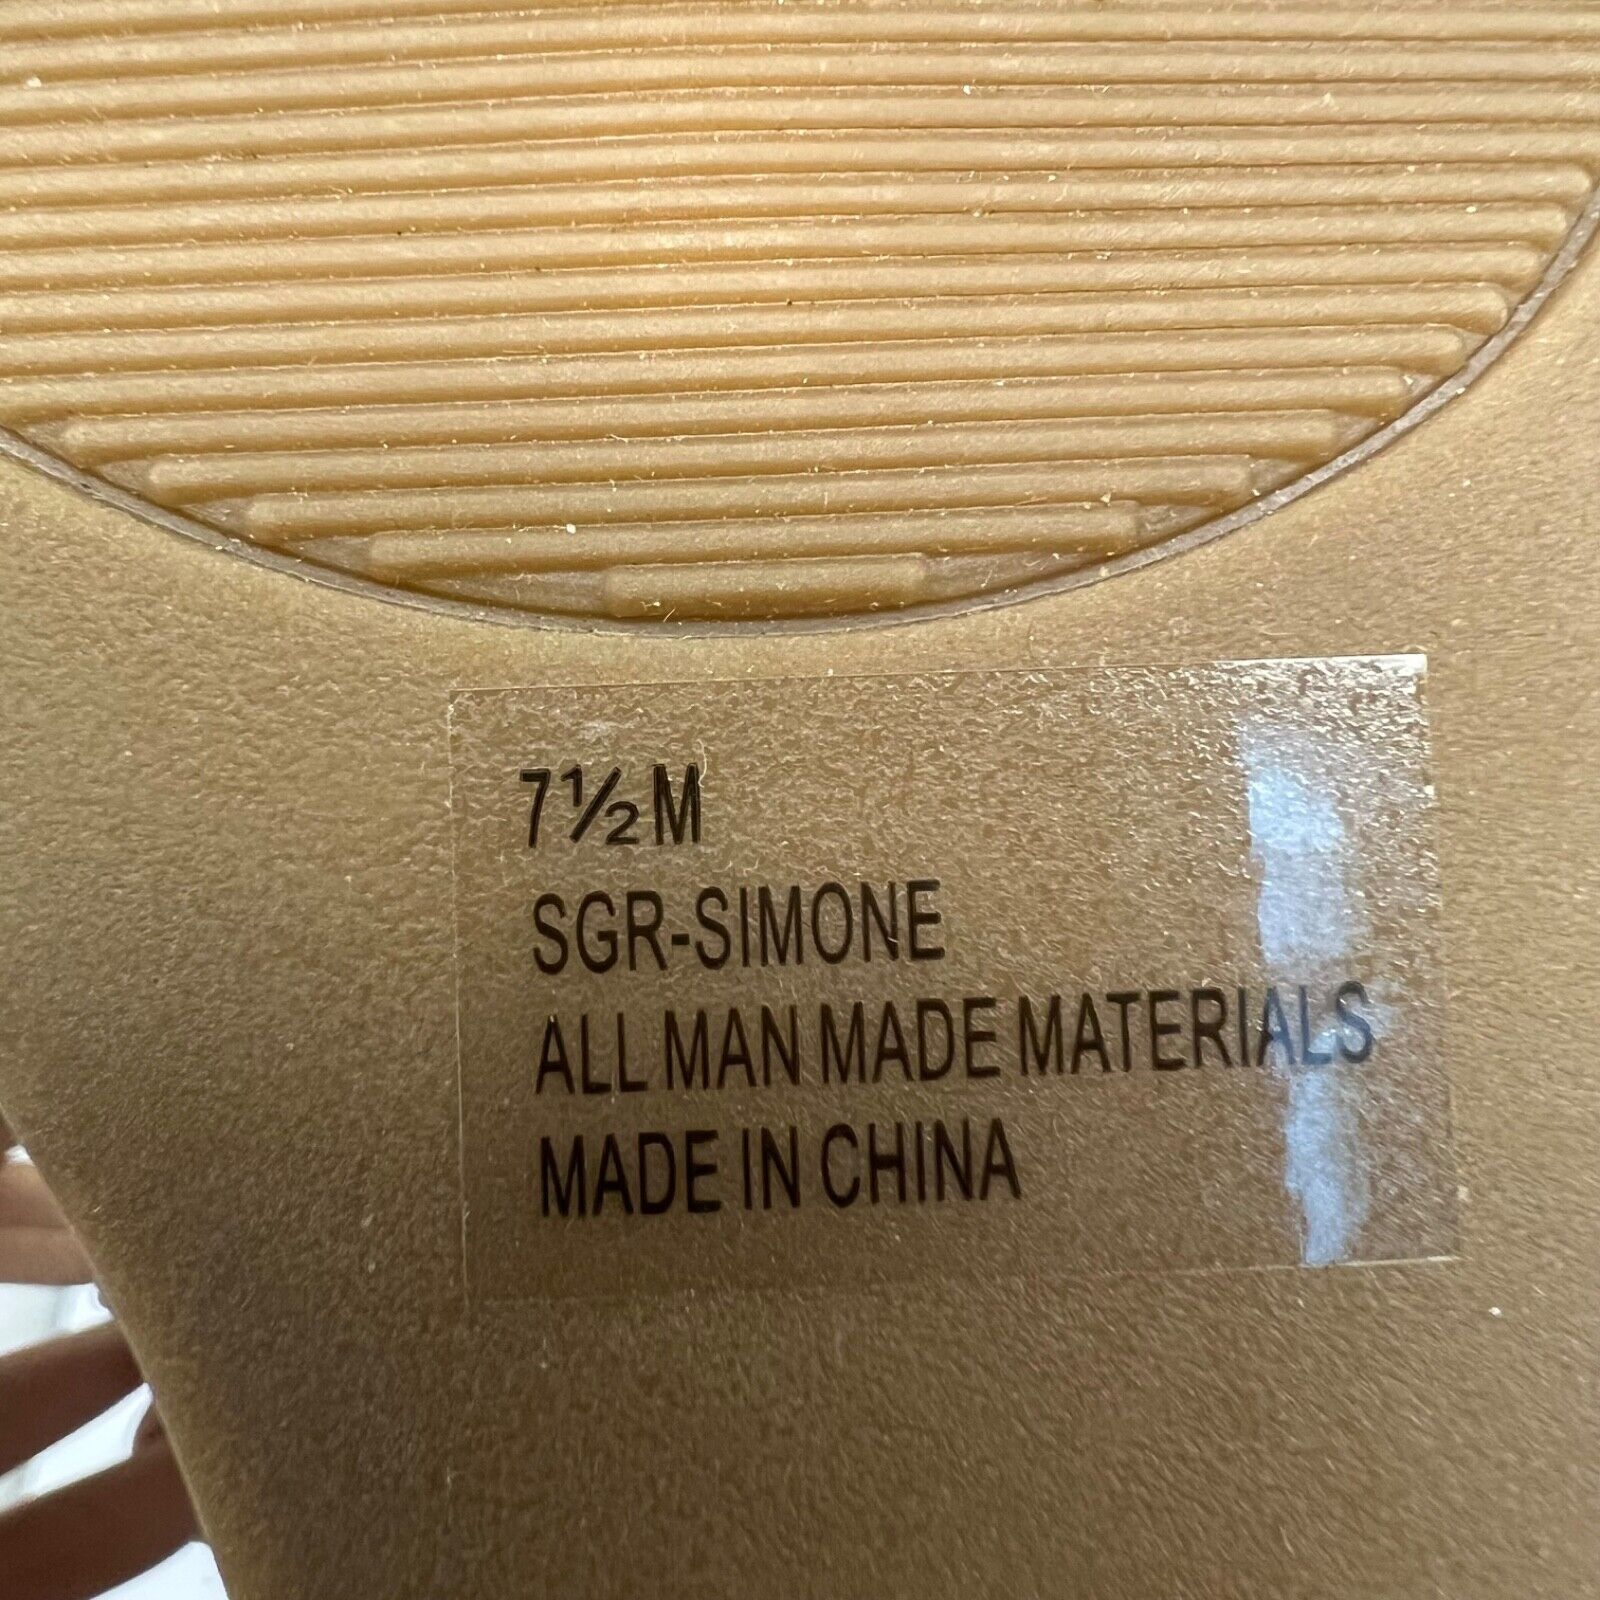 7½ M
SGR-SIMONE
ALL MAN MADE MATERIALS
MADE IN CHINA